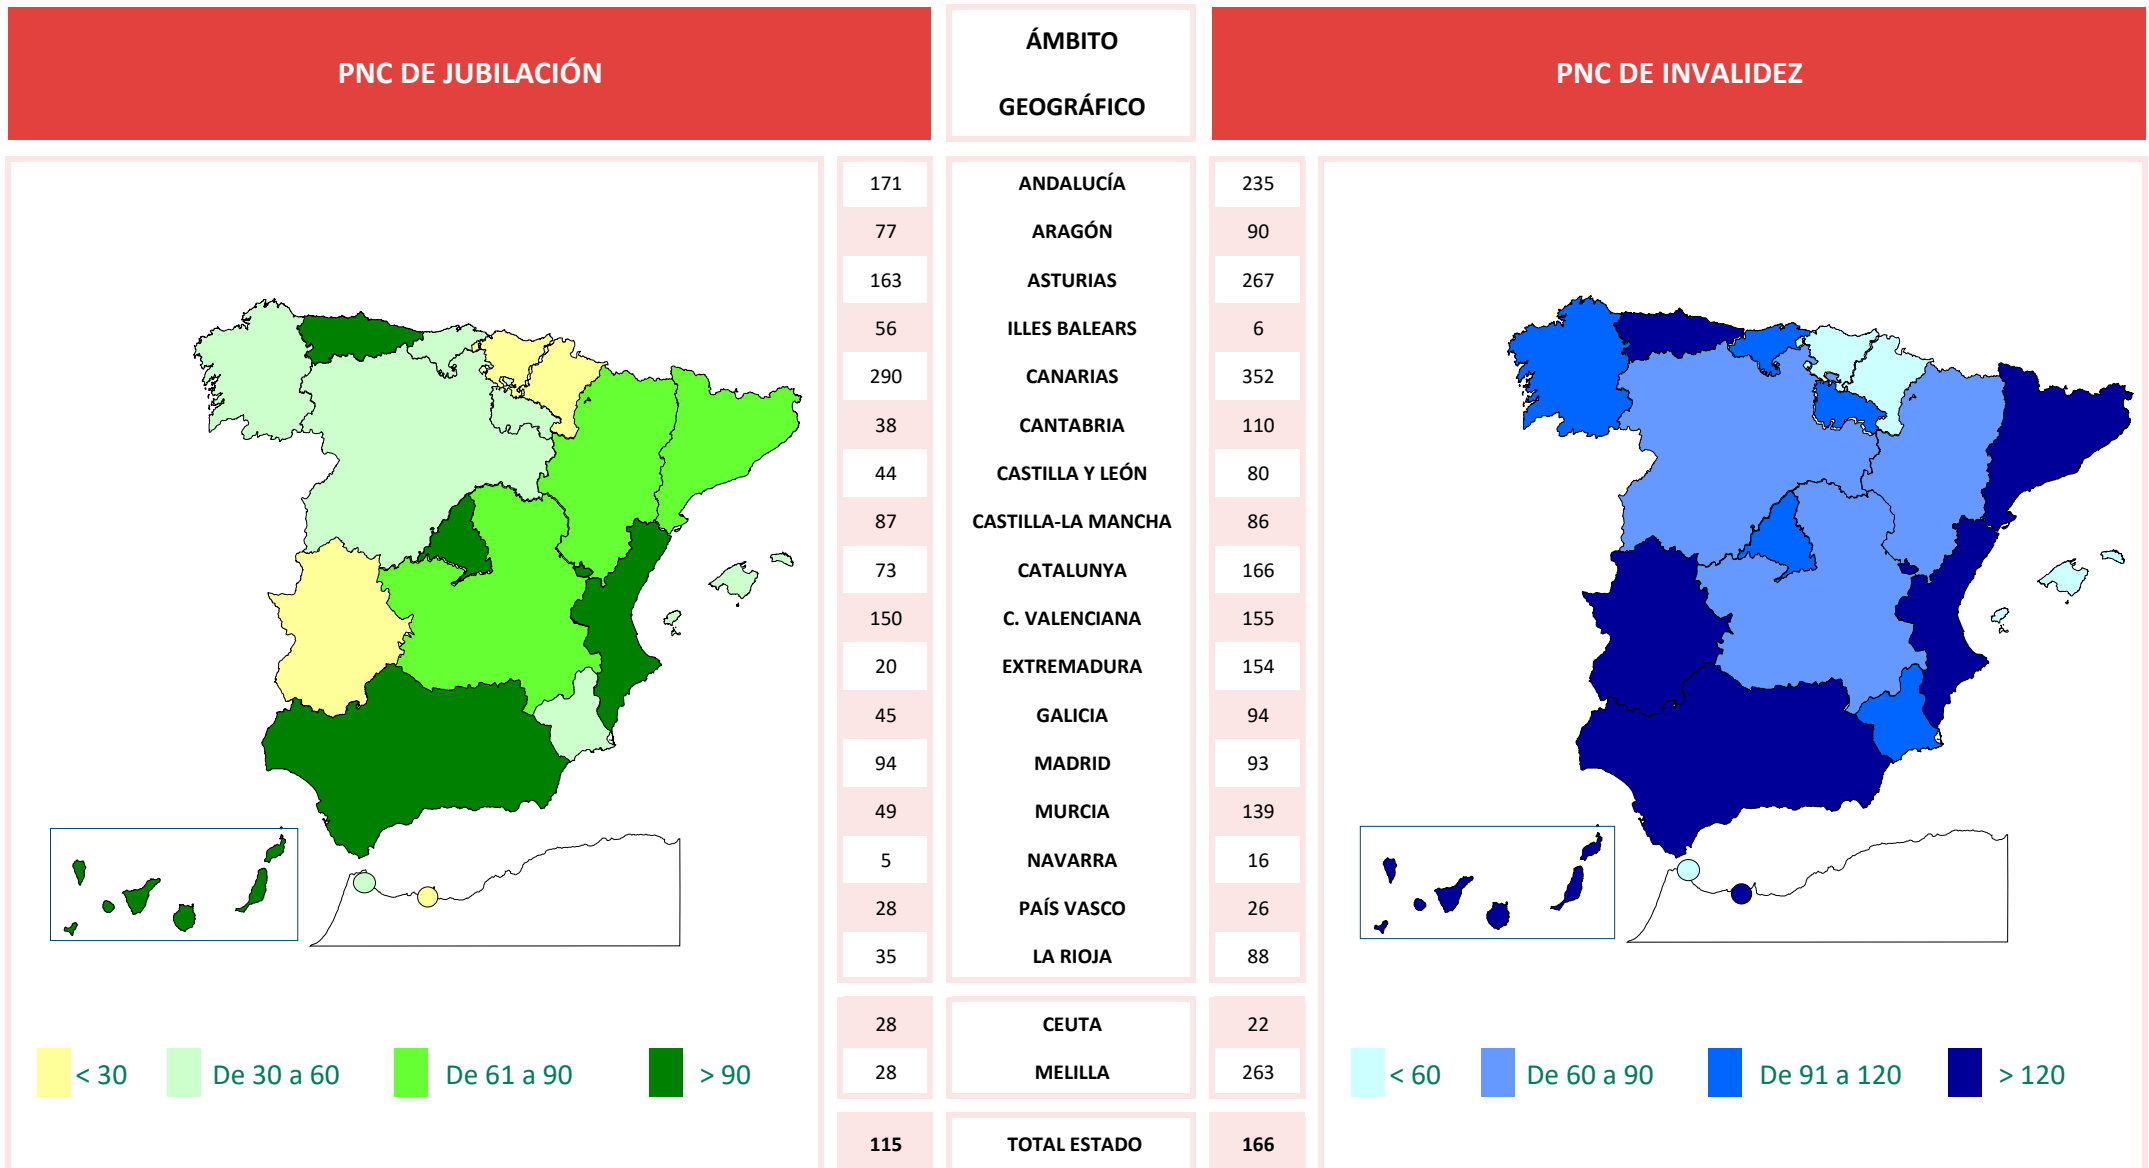 PNC DE JUBILACIÓN
ÁMBITO
GEOGRÁFICO
PNC DE INVALIDEZ
171 ANDALUCÍA 235
77 ARAGÓN 90
163 ASTURIAS 267
56 ILLES BALEARS 6
290 CANARIAS 352
38 CANTABRIA 110
44 CASTILLA Y LEÓN 80
87 CASTILLA-LA MANCHA 86
73 CATALUNYA 166
150 C. VALENCIANA 155
20 EXTREMADURA 154
45 GALICIA 94
94 MADRID 93
49 MURCIA 139
5 NAVARRA 16
28 PAÍS VASCO 26
35 LA RIOJA 88
28 CEUTA 22
28 MELILLA 263
115 TOTAL ESTADO 166
< 30 De 30 a 60 De 61 a 90 > 90
< 60 De 60 a 90 De 91 a 120 > 120